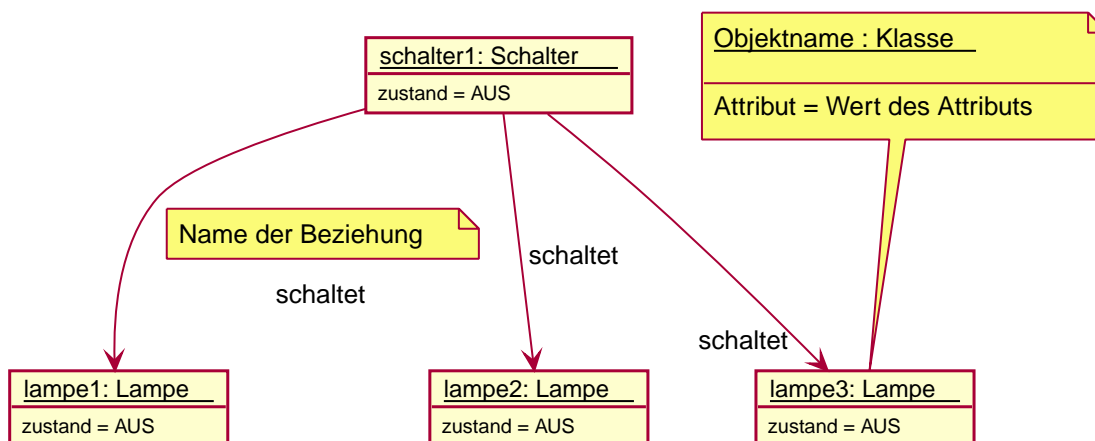 Objektname : Klasse
Attribut = Wert des Attributs
schalter1: Schalter
zustand = AUS
Name der Beziehung
schaltet
schaltet
schaltet
lampe1: Lampe
zustand = AUS
lampe2: Lampe
zustand = AUS
lampe3: Lampe
zustand = AUS